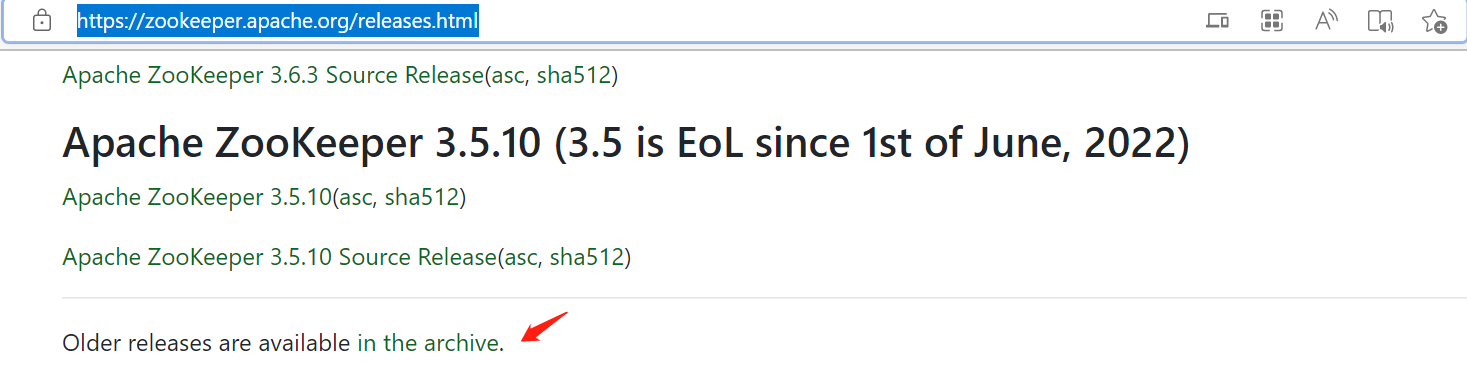 https://zookeeper.apache.org/releases.html
Apache ZooKeeper 3.6.3 Source Release(asc, sha512)
Apache ZooKeeper 3.5.10 (3.5 is EoL since 1st of June, 2022)
Apache ZooKeeper 3.5.10(asc, sha512)
Apache ZooKeeper 3.5.10 Source Release(asc, sha512)
Older releases are available in the archive.